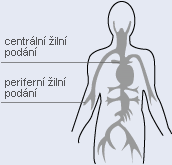 centrální žilní
podání
periferní žilní
podání